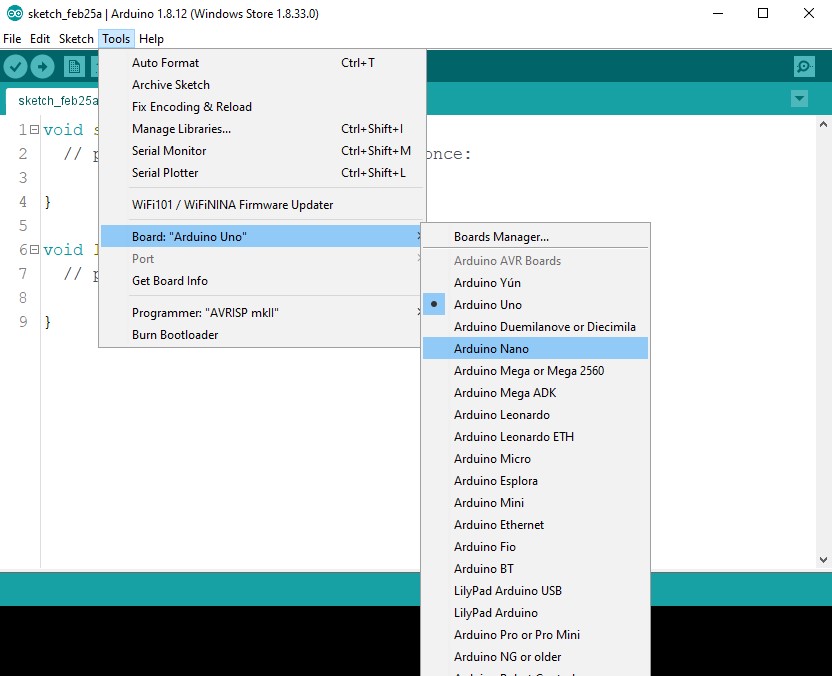 sketch_feb25a | Arduino 1.8.12 (Windows Store 1.8.33.0)
File Edit Sketch Tools Help
sketch_feb25a
Auto Format Ctrl+T
Archive Sketch
Fix Encoding & Reload
Manage Libraries... Ctrl+Shift+I
Serial Monitor Ctrl+Shift+M
Serial Plotter Ctrl+Shift+L
WiFi101 / WiFiNINA Firmware Updater
Board: "Arduino Uno"
Port
Get Board Info
Programmer: "AVRISP mkII"
Burn Bootloader
Boards Manager...
Arduino AVR Boards
Arduino Yún
Arduino Uno
Arduino Duemilanove or Diecimila
Arduino Nano
Arduino Mega or Mega 2560
Arduino Mega ADK
Arduino Leonardo
Arduino Leonardo ETH
Arduino Micro
Arduino Esplora
Arduino Mini
Arduino Ethernet
Arduino Fio
Arduino BT
LilyPad Arduino USB
LilyPad Arduino
Arduino Pro or Pro Mini
Arduino NG or older
1 void s
2 // p once:
3
4 }
5
6 void l
7 // p
8
9 }